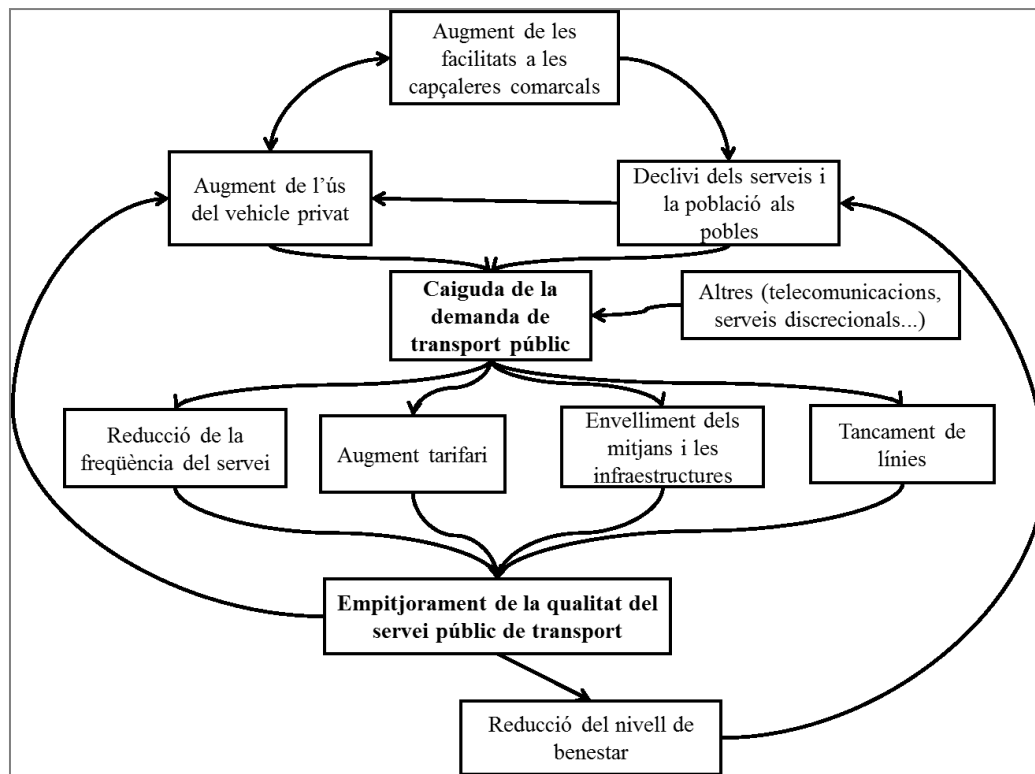 Augment de les
facilitats a les
capçaleres comarcals
Augment de l'ús
del vehicle privat
Declivi dels serveis i
la població als
pobles
Caiguda de la
demanda de
transport públic
Altres (telecomunicacions,
serveis discrecionals...)
Reducció de la
freqüència del servei
Augment tarifari
Envelliment dels
mitjans i les
infraestructures
Tancament de
línies
Empitjorament de la qualitat del
servei públic de transport
Reducció del nivell de
benestar